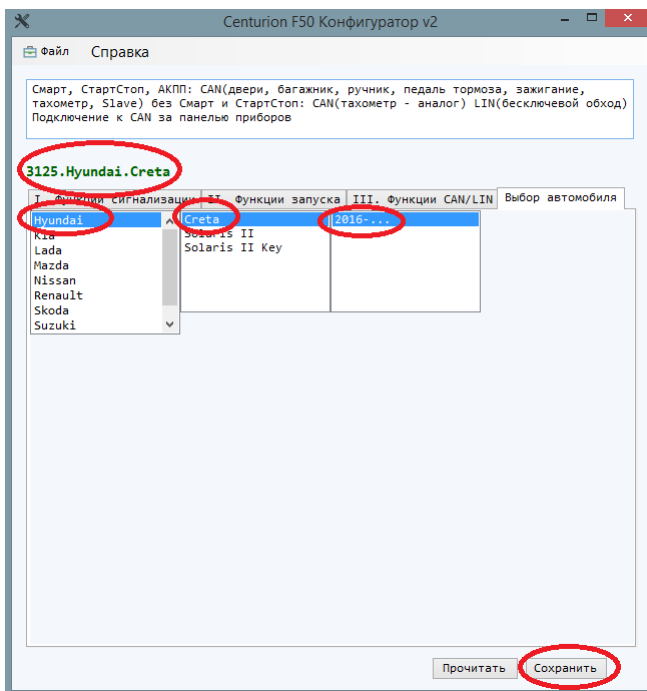 Centurion F50 Конфигуратор v2
Файл Справка
Смарт, СтартСтоп, АКПП: CAN(двери, багажник, ручник, педаль тормоза, зажигание,
тахометр, Slave) без Смарт и СтартСтоп: CAN(тахометр - аналог) LIN(бесключевой обход)
Подключение к CAN за панелью приборов
3125.Hyundai.Creta
I. Функции сигнализации II. Функции запуска III. Функции CAN/LIN Выбор автомобиля
Hyundai Creta 2016-...
Kia Solaris II
Lada Solaris II Key
Mazda
Nissan
Renault
Skoda
Suzuki
Прочитать Сохранить